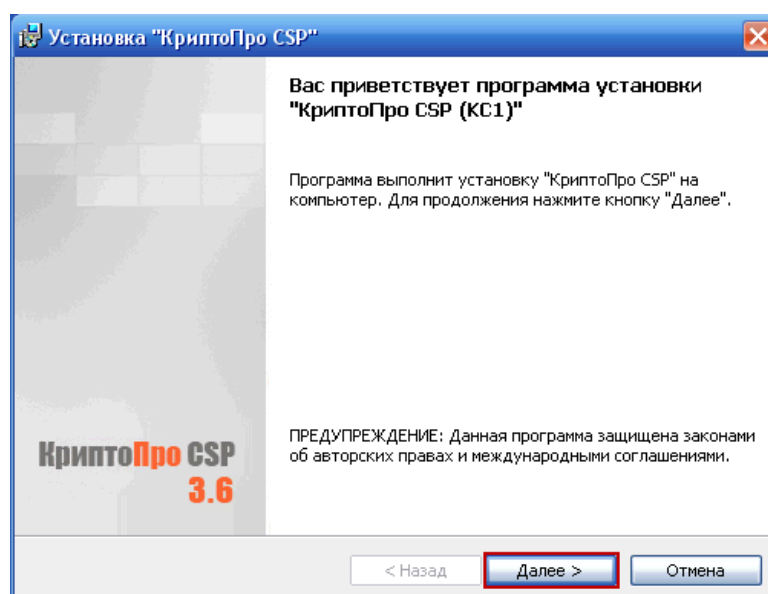 Установка "КриптоПро CSP"
Вас приветствует программа установки
"КриптоПро CSP (КС1)"
Программа выполнит установку "КриптоПро CSP" на
компьютер. Для продолжения нажмите кнопку "Далее".
КриптоПро CSP
3.6
ПРЕДУПРЕЖДЕНИЕ: Данная программа защищена законами
об авторских правах и международными соглашениями.
< Назад
Далее >
Отмена